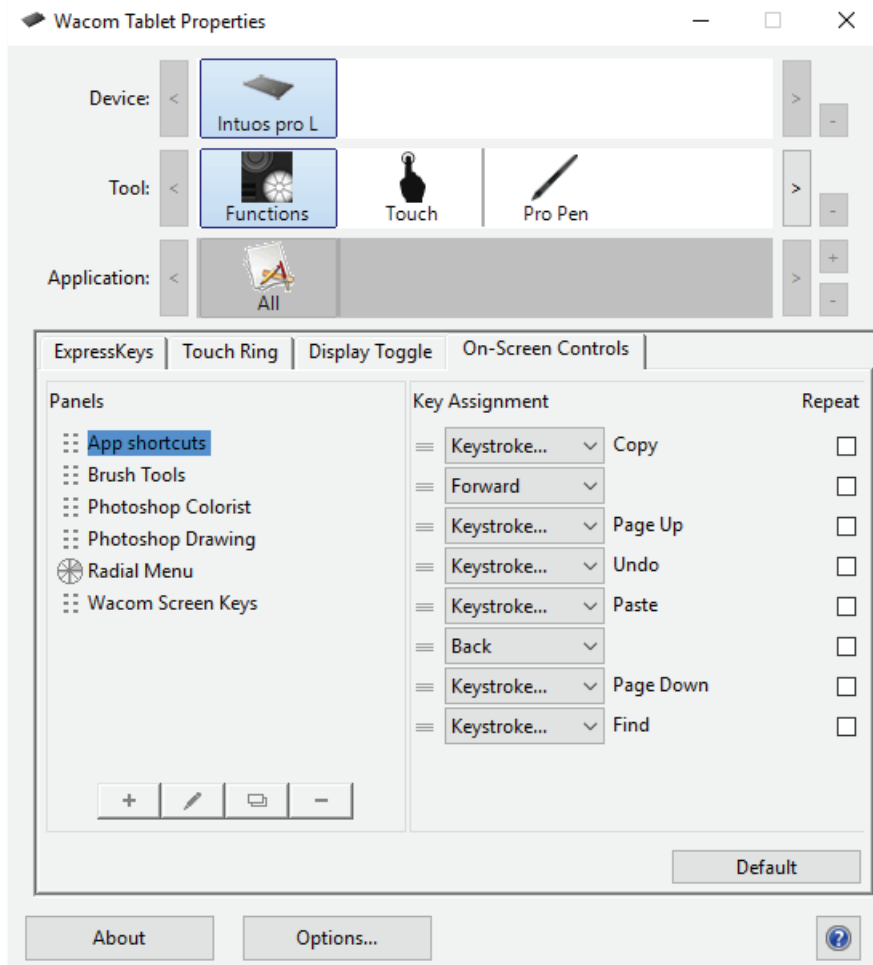 Wacom Tablet Properties
Device:
<
Intuos pro L
>
-
Tool:
<
Functions
Touch
Pro Pen
>
-
Application:
<
All
>
+
-
ExpressKeys Touch Ring Display Toggle On-Screen Controls
Panels
App shortcuts
Brush Tools
Photoshop Colorist
Photoshop Drawing
Radial Menu
Wacom Screen Keys
+ -
Key Assignment Repeat
Keystroke... Copy
Forward
Keystroke... Page Up
Keystroke... Undo
Keystroke... Paste
Back
Keystroke... Page Down
Keystroke... Find
Default
About Options... ?